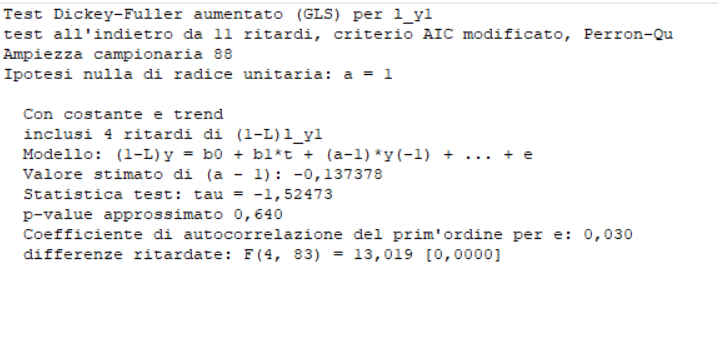 Test Dickey-Fuller aumentato (GLS) per l_y1
test all'indietro da 11 ritardi, criterio AIC modificato, Perron-Qu
Ampiezza campionaria 88
Ipotesi nulla di radice unitaria: a = 1
Con costante e trend
inclusi 4 ritardi di (1-L)l_y1
Modello: (1-L)y = b0 + b1*t + (a-1)*y(-1) + ... + e
Valore stimato di (a - 1): -0,137378
Statistica test: tau = -1,52473
p-value approssimato 0,640
Coefficiente di autocorrelazione del prim'ordine per e: 0,030
differenze ritardate: F(4, 83) = 13,019 [0,0000]